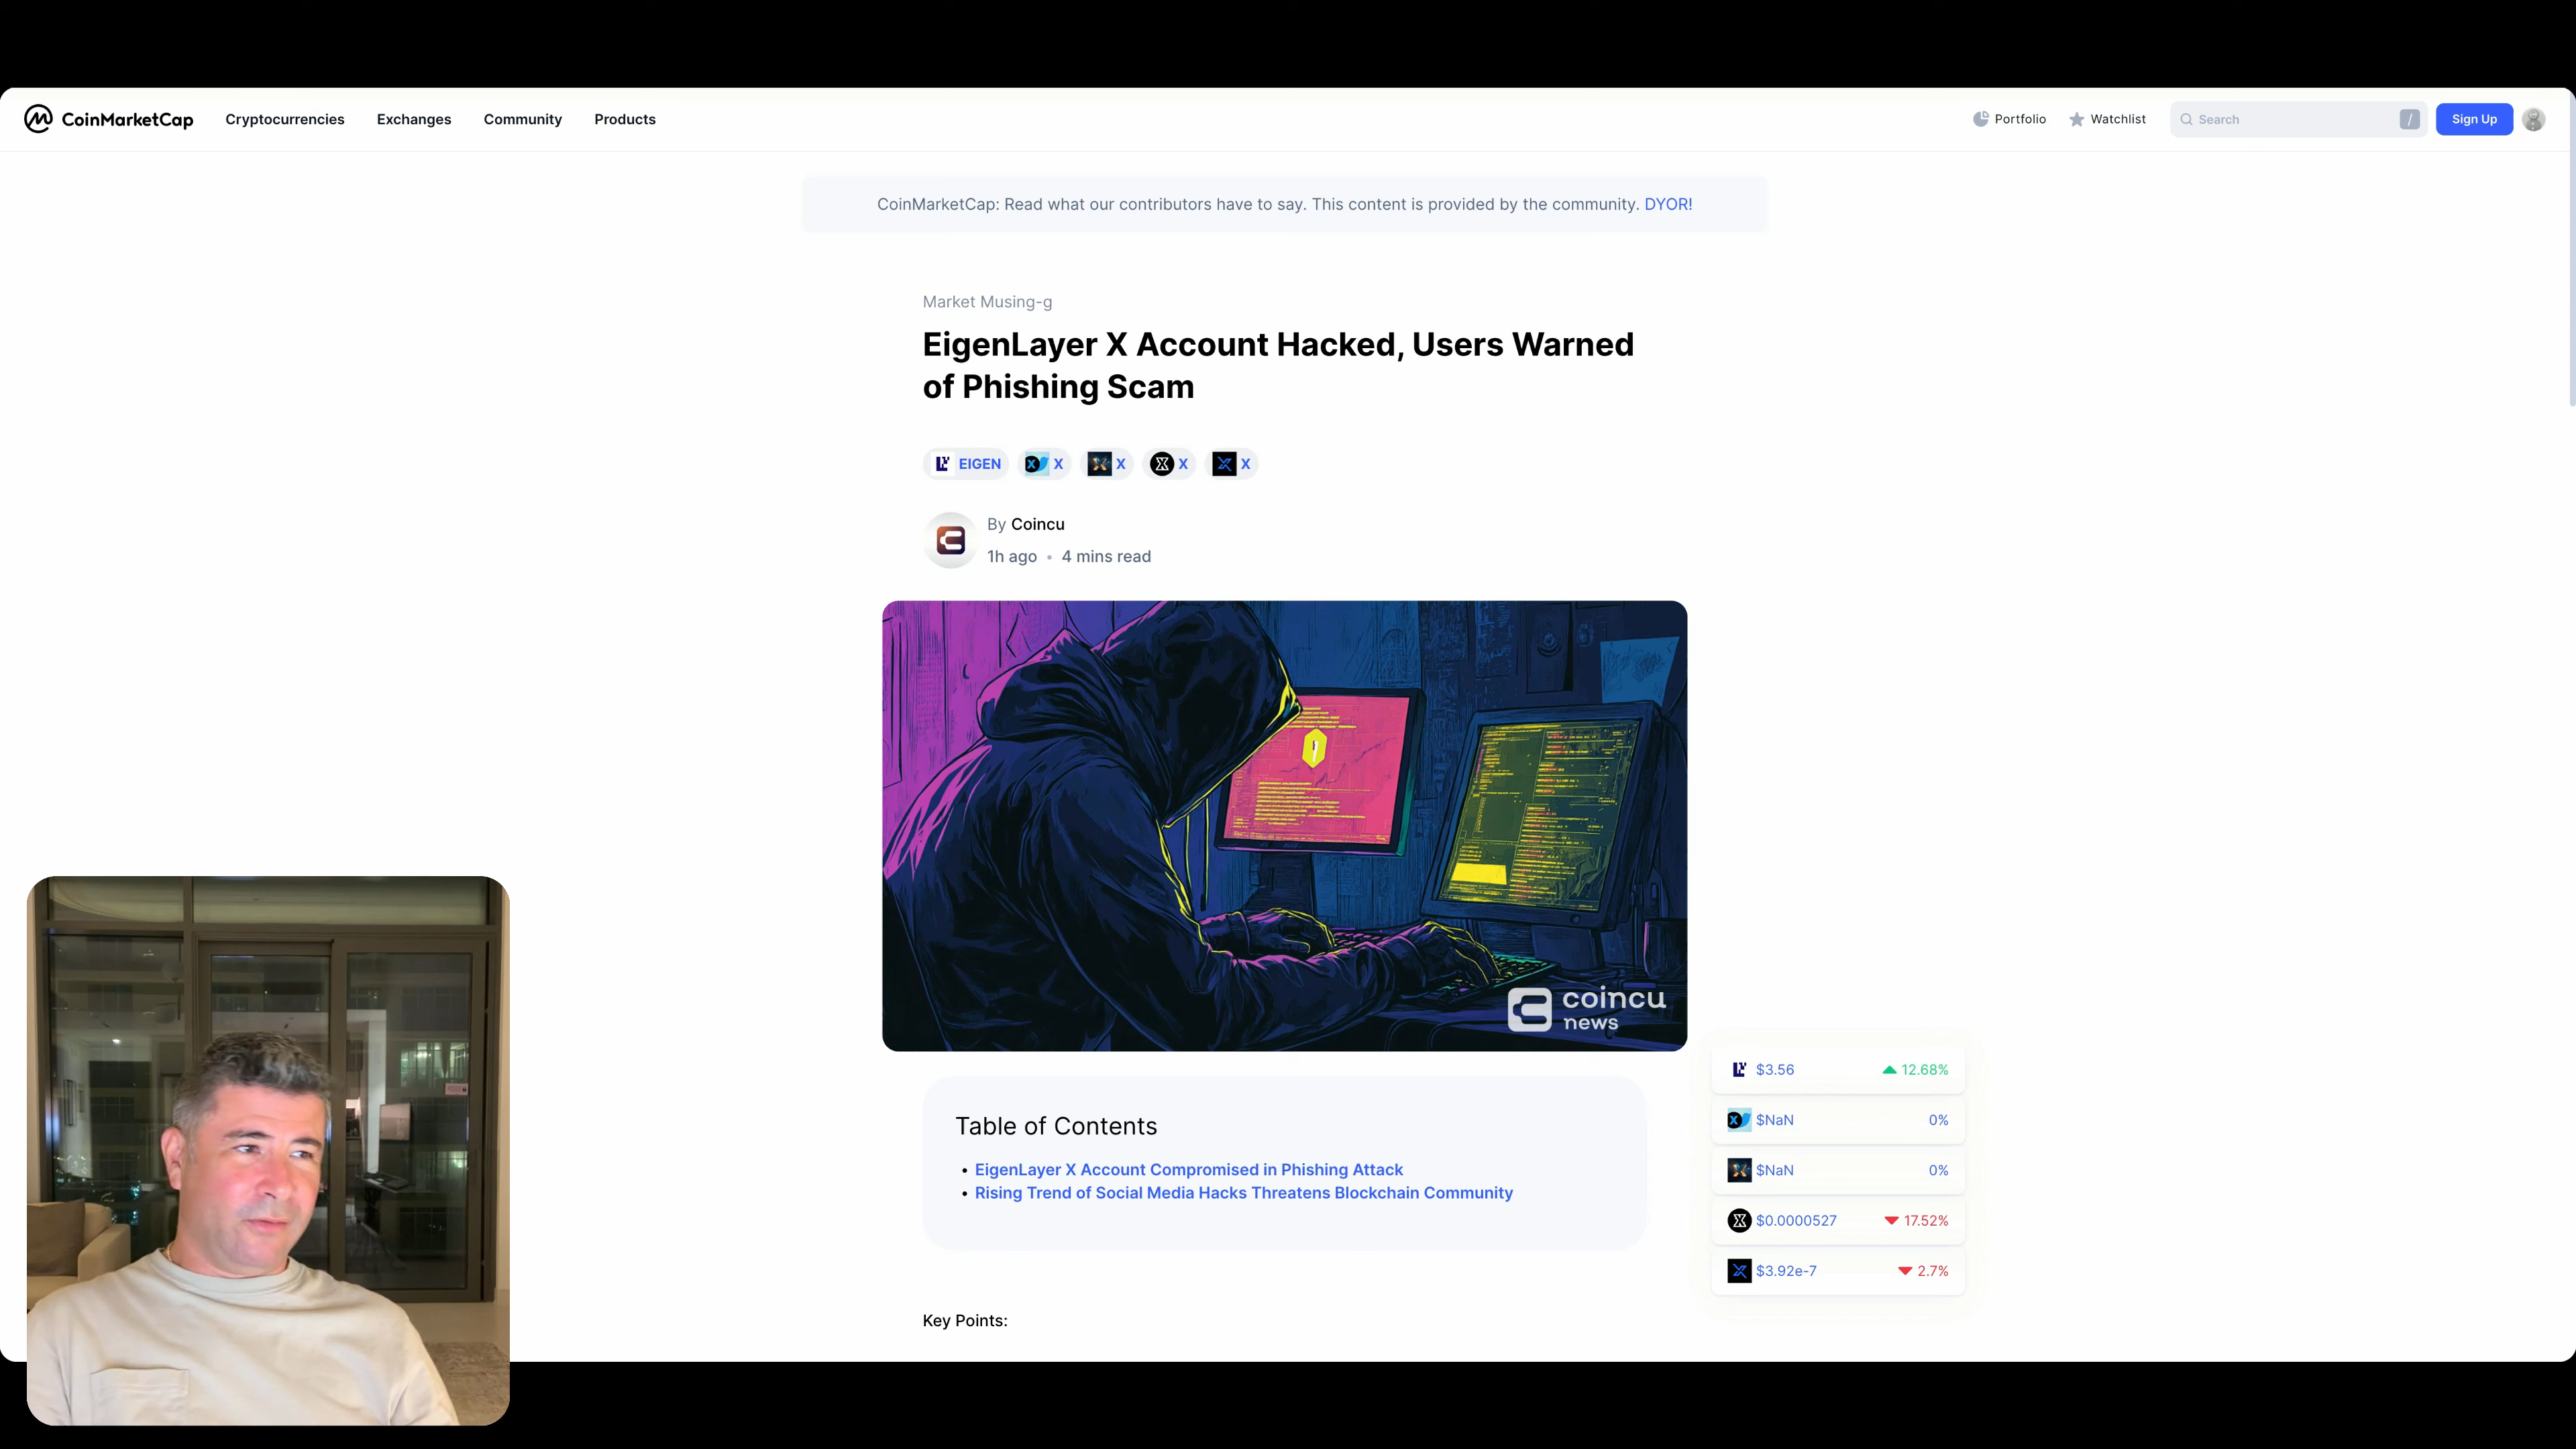 CoinMarketCap Cryptocurrencies Exchanges Community Products Portfolio Watchlist Search / Sign Up
CoinMarketCap: Read what our contributors have to say. This content is provided by the community. DYOR!
Market Musing-g
EigenLayer X Account Hacked, Users Warned
of Phishing Scam
EIGEN X X X X
By Coincu
1h ago • 4 mins read
coincu
news
Table of Contents
• EigenLayer X Account Compromised in Phishing Attack
• Rising Trend of Social Media Hacks Threatens Blockchain Community
$3.56 12.68%
$NaN 0%
$NaN 0%
$0.0000527 17.52%
$3.92e-7 2.7%
Key Points: